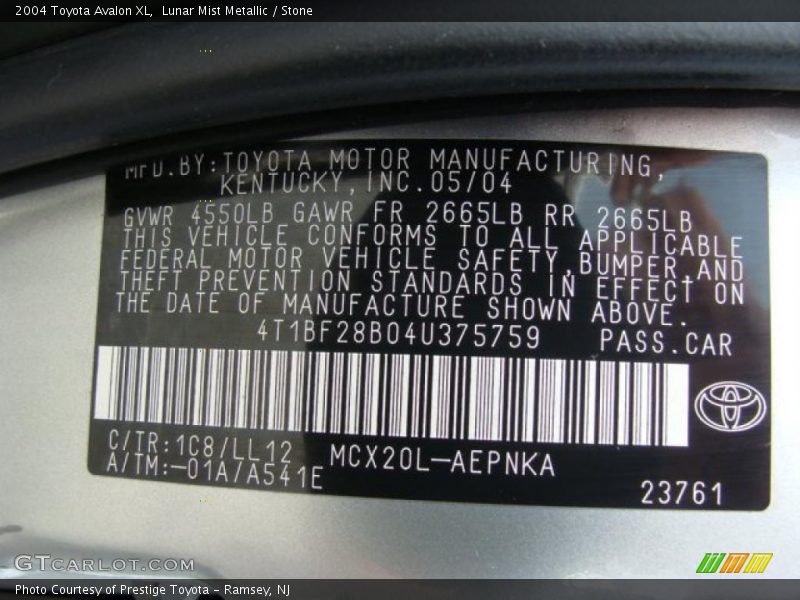 2004 Toyota Avalon XL,  Lunar Mist Metallic / Stone
MFD.BY:TOYOTA MOTOR MANUFACTURING,
KENTUCKY,INC.05/04
GVWR 4550LB GAWR FR 2665LB RR 2665LB
THIS VEHICLE CONFORMS TO ALL APPLICABLE
FEDERAL MOTOR VEHICLE SAFETY,BUMPER,AND
THEFT PREVENTION STANDARDS IN EFFECT ON
THE DATE OF MANUFACTURE SHOWN ABOVE.
4T1BF28B04U375759 PASS.CAR
C/TR:1C8/LL12 MCX20L-AEPNKA
A/TM:-01A/A541E
23761
GTCARLOT.COM
Photo Courtesy of Prestige Toyota - Ramsey, NJ